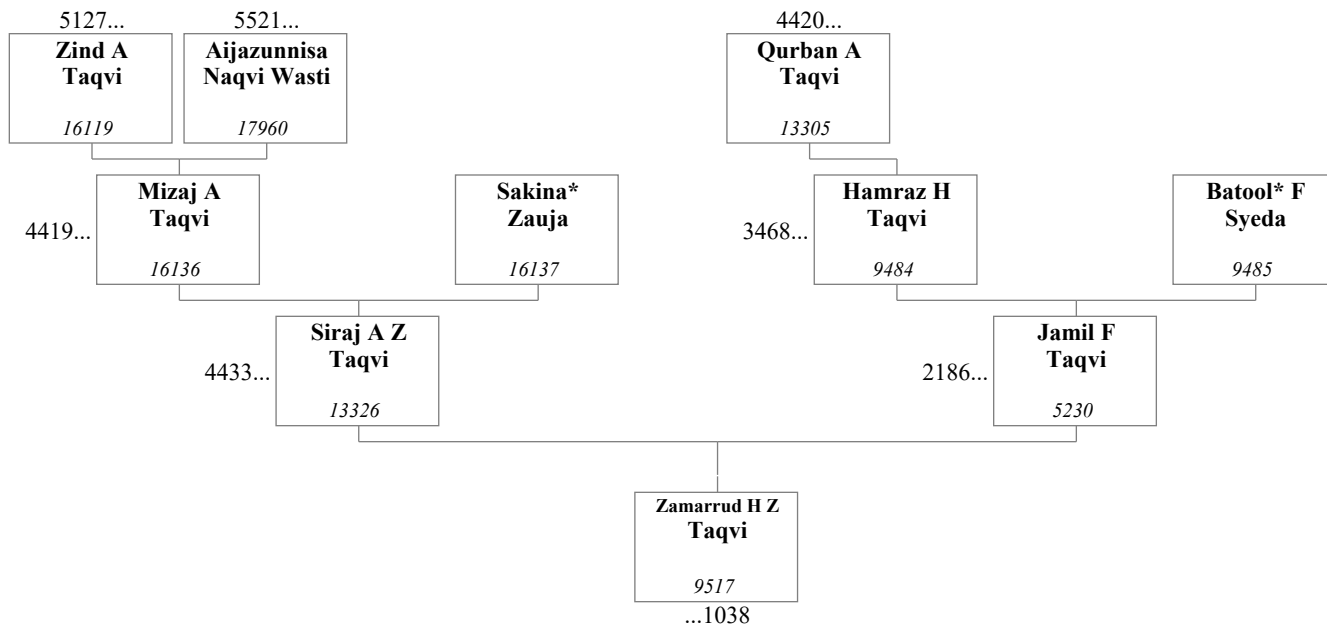 5127...
5521...
4420...
Zind A
Taqvi
16119
Aijazunnisa
Naqvi Wasti
17960
Qurban A
Taqvi
13305
4419...
Mizaj A
Taqvi
16136
Sakina*
Zauja
16137
3468...
Hamraz H
Taqvi
9484
Batool* F
Syeda
9485
4433...
Siraj A Z
Taqvi
13326
2186...
Jamil F
Taqvi
5230
Zamarrud H Z
Taqvi
9517
...1038